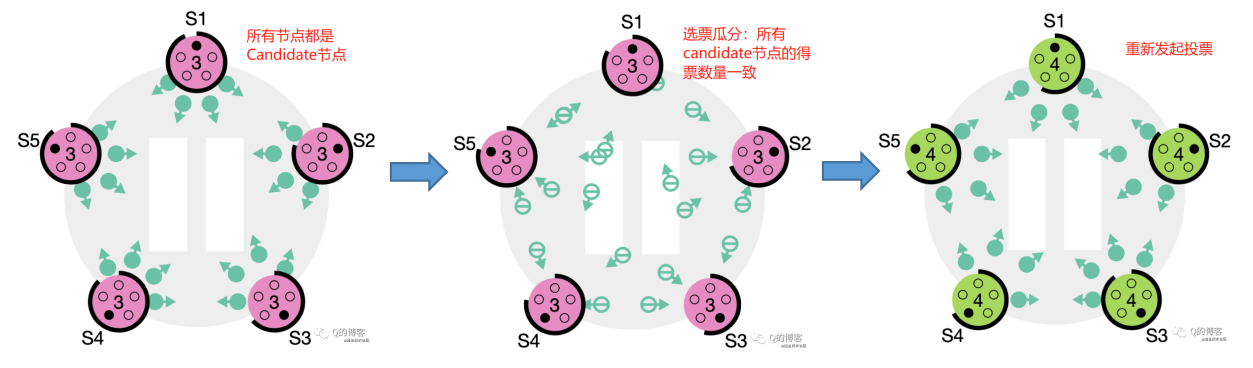 S1
所有节点都是
Candidate节点
3
S5
3
S2
3
S4
3
S3
3
Q的博客
S1
选票瓜分：所有
candidate节点的得
票数量一致
3
S5
3
S2
3
S4
3
S3
3
Q的博客
S1
重新发起投票
4
S5
4
S2
4
S4
4
S3
4
Q的博客